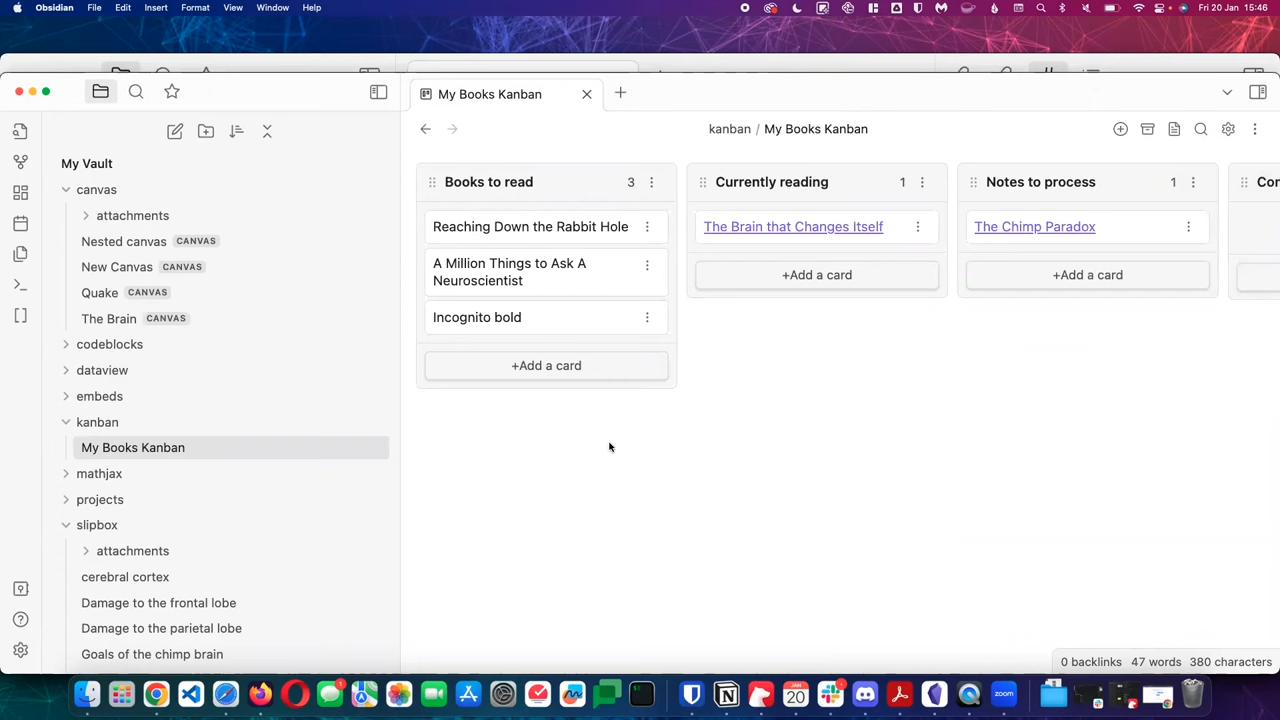 Obsidian File Edit Insert Format View Window Help Fri 20 Jan 15:46
My Books Kanban
kanban / My Books Kanban
My Vault
canvas
attachments
Nested canvas CANVAS
New Canvas CANVAS
Quake CANVAS
The Brain CANVAS
codeblocks
dataview
embeds
kanban
My Books Kanban
mathjax
projects
slipbox
attachments
cerebral cortex
Damage to the frontal lobe
Damage to the parietal lobe
Goals of the chimp brain
Books to read 3
Reaching Down the Rabbit Hole
A Million Things to Ask A
Neuroscientist
Incognito bold
+Add a card
Currently reading 1
The Brain that Changes Itself
+Add a card
Notes to process 1
The Chimp Paradox
+Add a card
Con
0 backlinks 47 words 380 characters
JAN
20
zoom